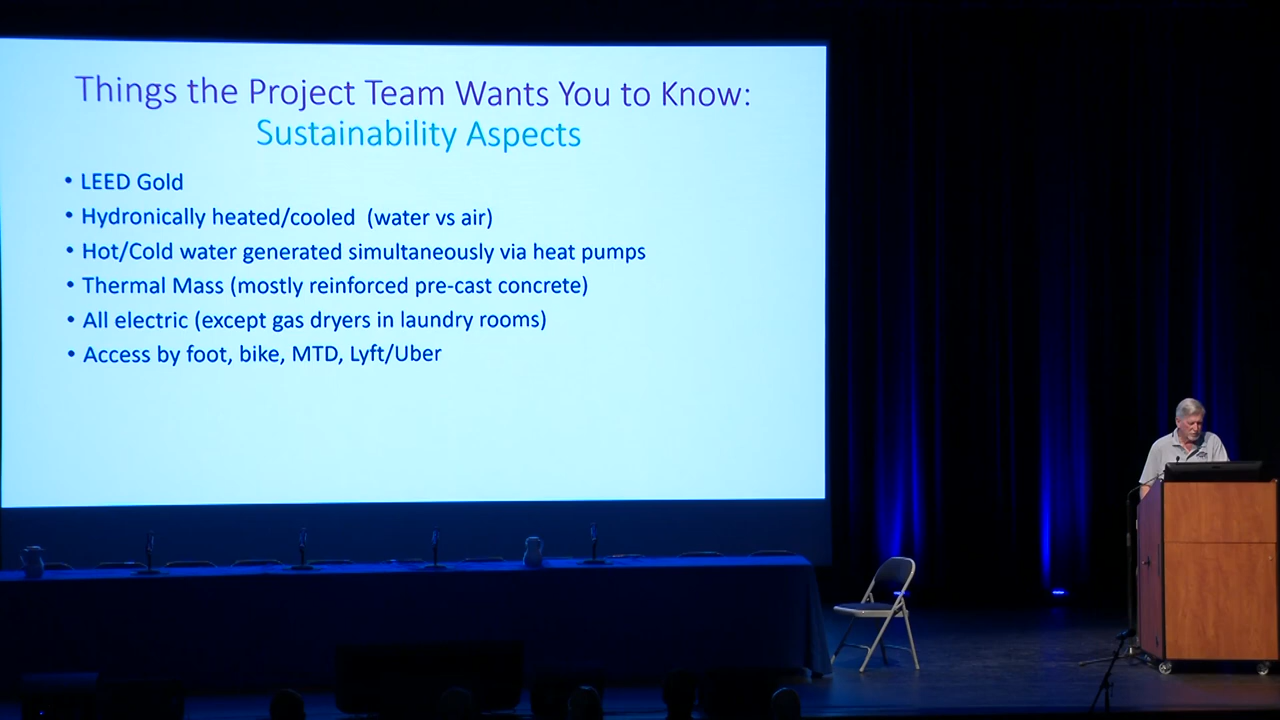 Things the Project Team Wants You to Know:
Sustainability Aspects
• LEED Gold
• Hydronically heated/cooled  (water vs air)
• Hot/Cold water generated simultaneously via heat pumps
• Thermal Mass (mostly reinforced pre-cast concrete)
• All electric (except gas dryers in laundry rooms)
• Access by foot, bike, MTD, Lyft/Uber